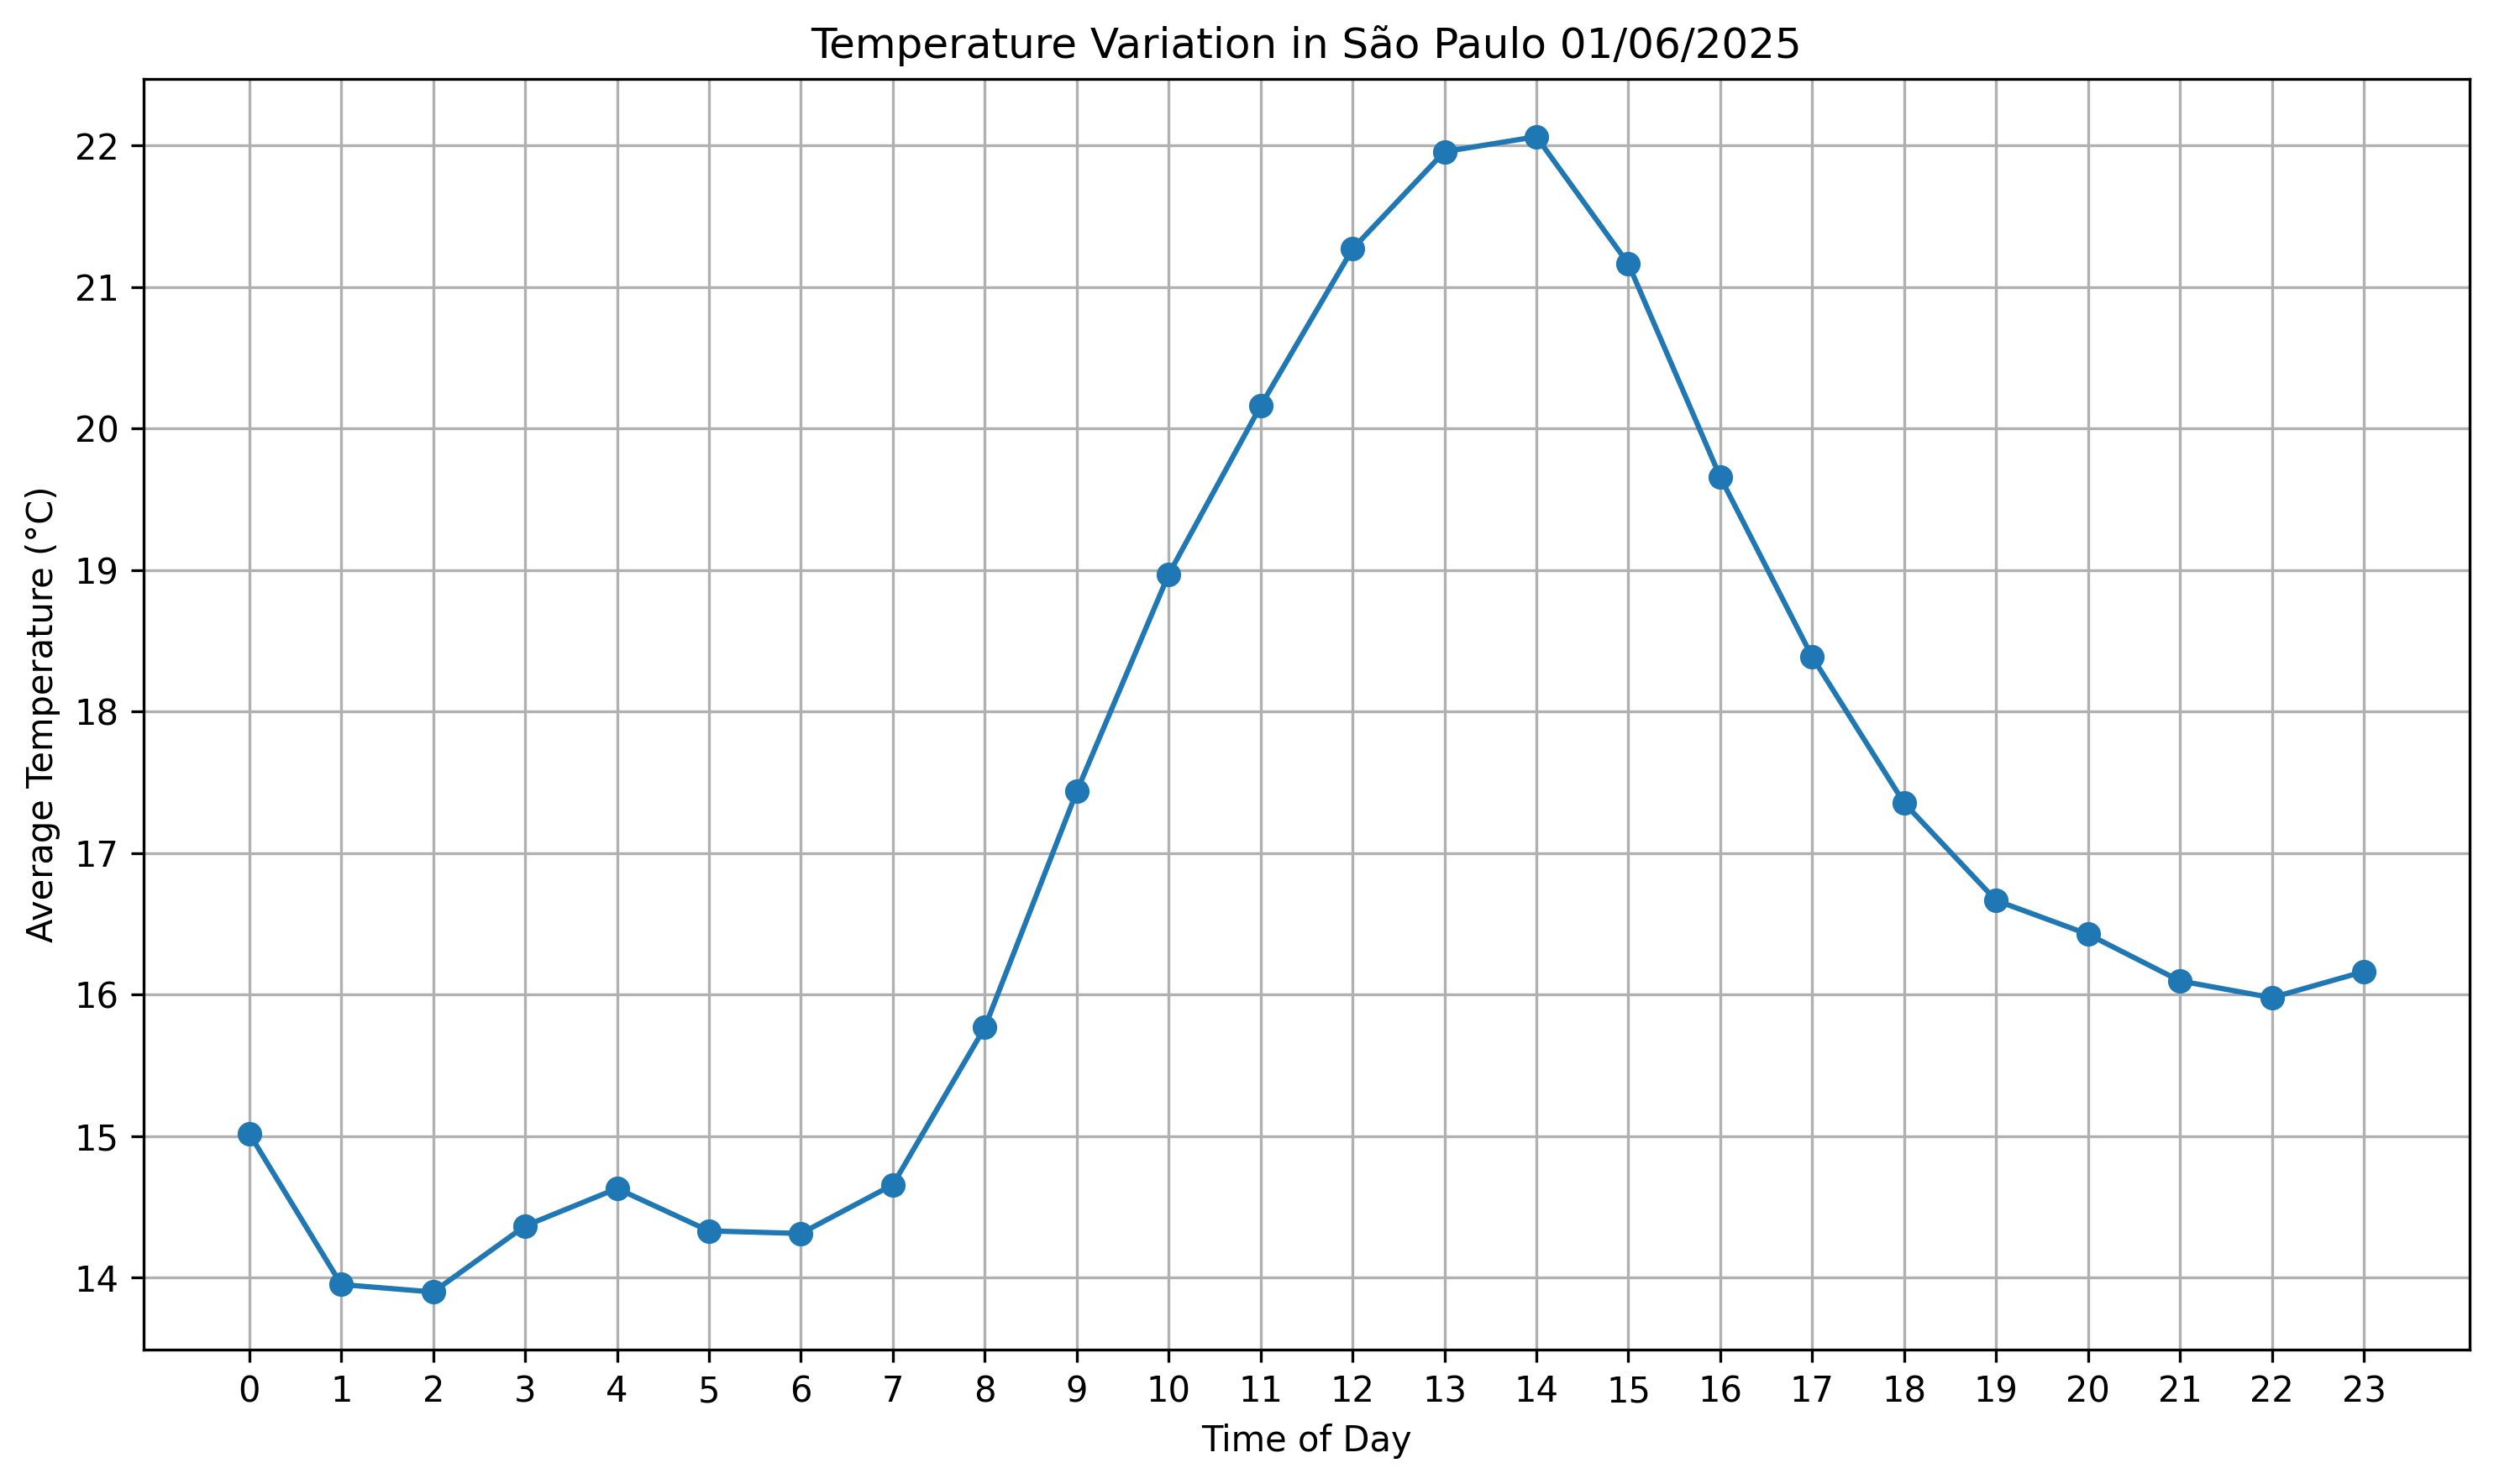 Temperature Variation in São Paulo 01/06/2025
Average Temperature (°C)
22
21
20
19
18
17
16
15
14
0 1 2 3 4 5 6 7 8 9 10 11 12 13 14 15 16 17 18 19 20 21 22 23
Time of Day